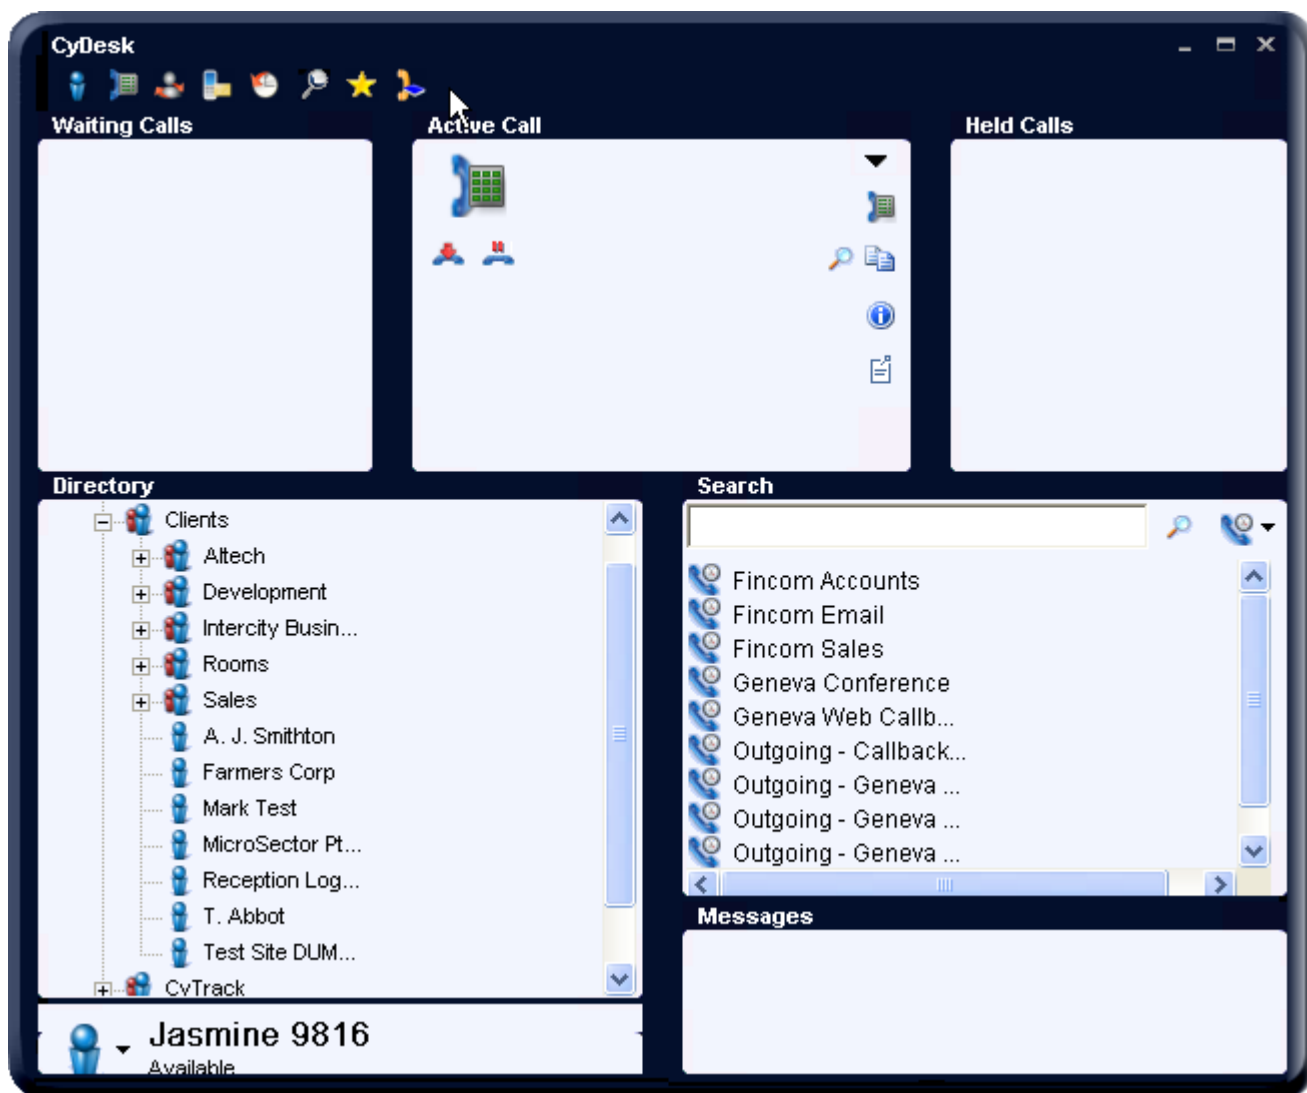 CyDesk
Waiting Calls
Active Call
Held Calls
Directory
Clients
Altech
Development
Intercity Busin...
Rooms
Sales
A. J. Smithton
Farmers Corp
Mark Test
MicroSector Pt...
Reception Log...
T. Abbot
Test Site DUM...
CyTrack
Jasmine 9816
Available
Search
Fincom Accounts
Fincom Email
Fincom Sales
Geneva Conference
Geneva Web Callb...
Outgoing - Callback...
Outgoing - Geneva ...
Outgoing - Geneva ...
Outgoing - Geneva ...
Messages